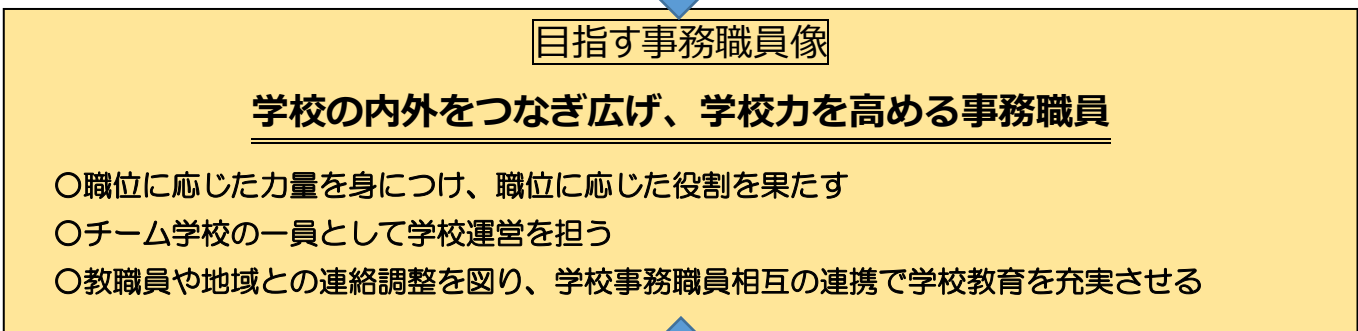 目指す事務職員像
学校の内外をつなぎ広げ、学校力を高める事務職員
〇職位に応じた力量を身につけ、職位に応じた役割を果たす
〇チーム学校の一員として学校運営を担う
〇教職員や地域との連絡調整を図り、学校事務職員相互の連携で学校教育を充実させる